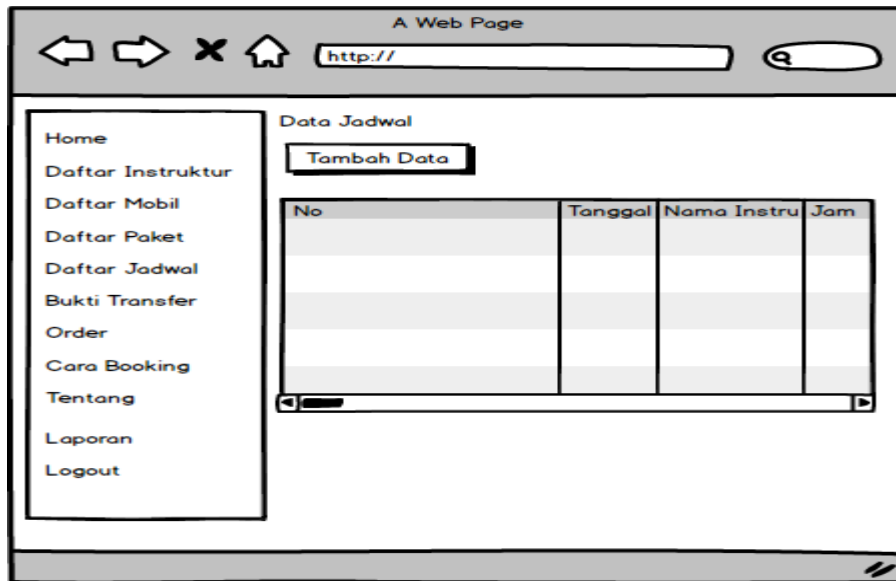 A Web Page
http://
Home
Daftar Instruktur
Daftar Mobil
Daftar Paket
Daftar Jadwal
Bukti Transfer
Order
Cara Booking
Tentang
Laporan
Logout
Data Jadwal
Tambah Data
No Tanggal Nama Instru Jam